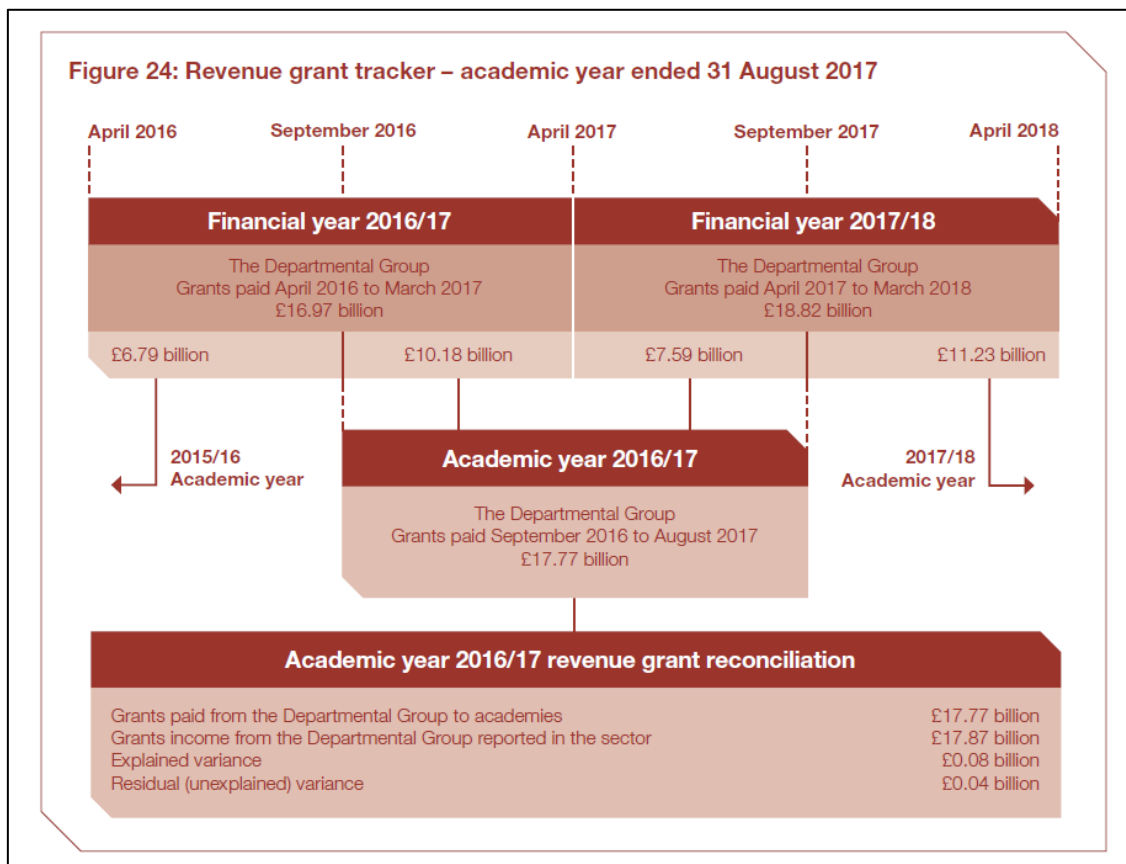 Figure 24: Revenue grant tracker – academic year ended 31 August 2017
April 2016
September 2016
April 2017
September 2017
April 2018
Financial year 2016/17
The Departmental Group
Grants paid April 2016 to March 2017
£16.97 billion
£6.79 billion
£10.18 billion
Financial year 2017/18
The Departmental Group
Grants paid April 2017 to March 2018
£18.82 billion
£7.59 billion
£11.23 billion
2015/16
Academic year
Academic year 2016/17
The Departmental Group
Grants paid September 2016 to August 2017
£17.77 billion
2017/18
Academic year
Academic year 2016/17 revenue grant reconciliation
Grants paid from the Departmental Group to academies £17.77 billion
Grants income from the Departmental Group reported in the sector £17.87 billion
Explained variance £0.08 billion
Residual (unexplained) variance £0.04 billion